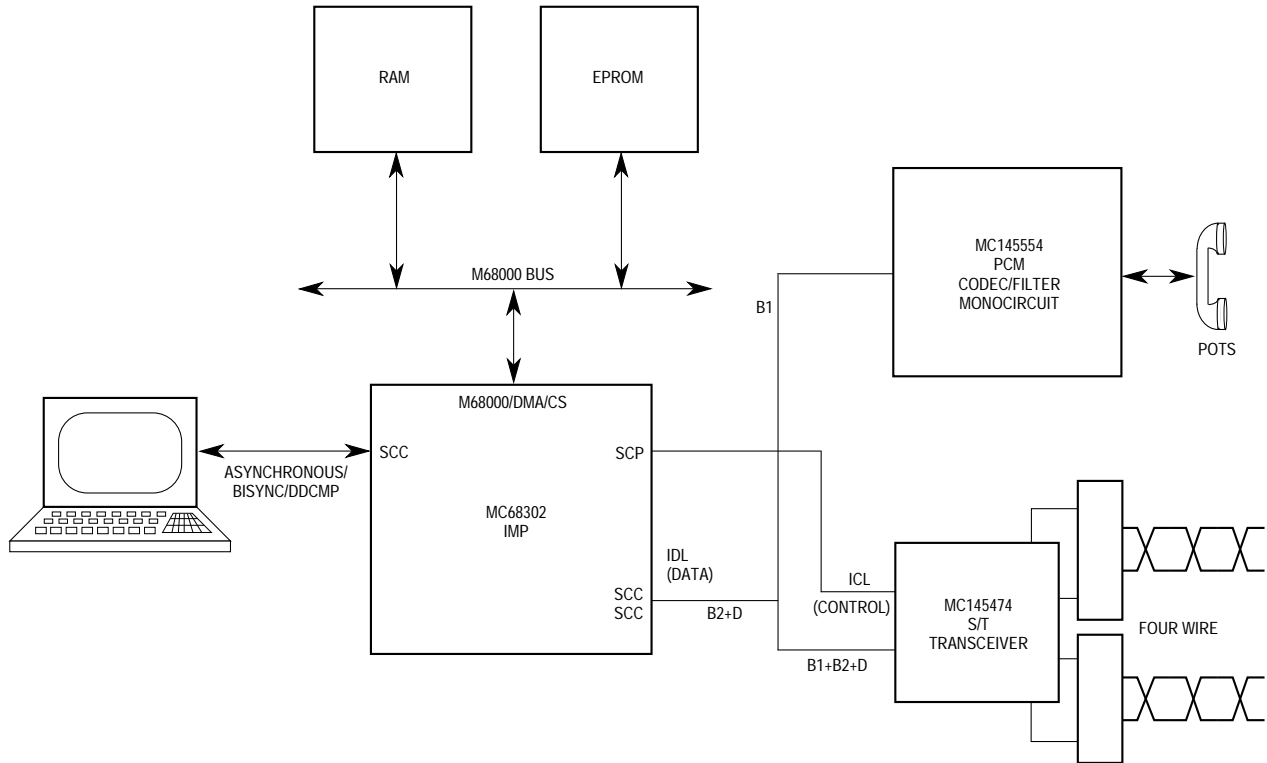 RAM
EPROM
M68000 BUS
MC145554
PCM
CODEC/FILTER
MONOCIRCUIT
POTS
B1
M68000/DMA/CS
SCC
SCP
ASYNCHRONOUS/
BISYNC/DDCMP
MC68302
IMP
IDL
(DATA)
SCC
SCC
B2+D
ICL
(CONTROL)
B1+B2+D
MC145474
S/T
TRANSCEIVER
FOUR WIRE